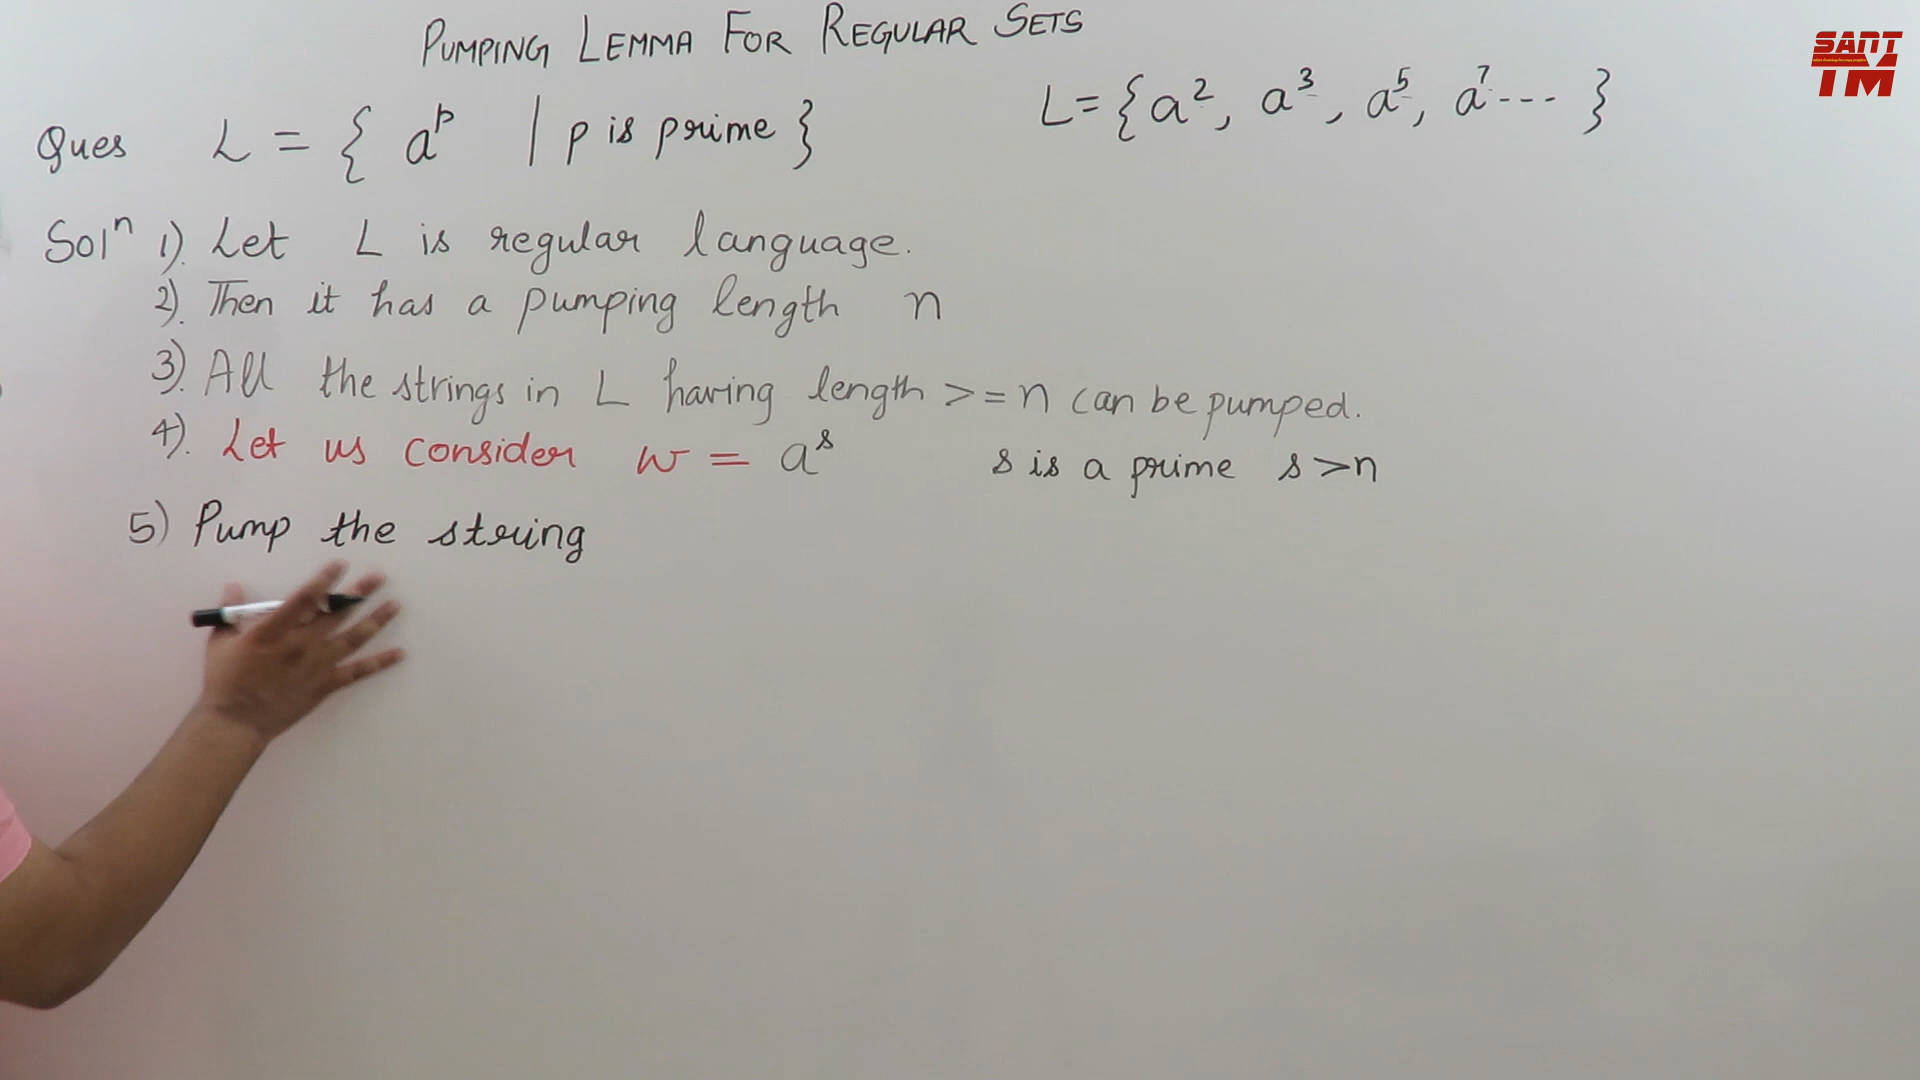 PUMPING LEMMA FOR REGULAR SETS
SANT
TM
Ques L = { a^p | p is prime }
L = { a^2, a^3, a^5, a^7 --- }
Sol^n 1). Let L is regular language.
2). Then it has a pumping length n
3). All the strings in L having length >= n can be pumped.
4). Let us consider w = a^s s is a prime s > n
5) Pump the string